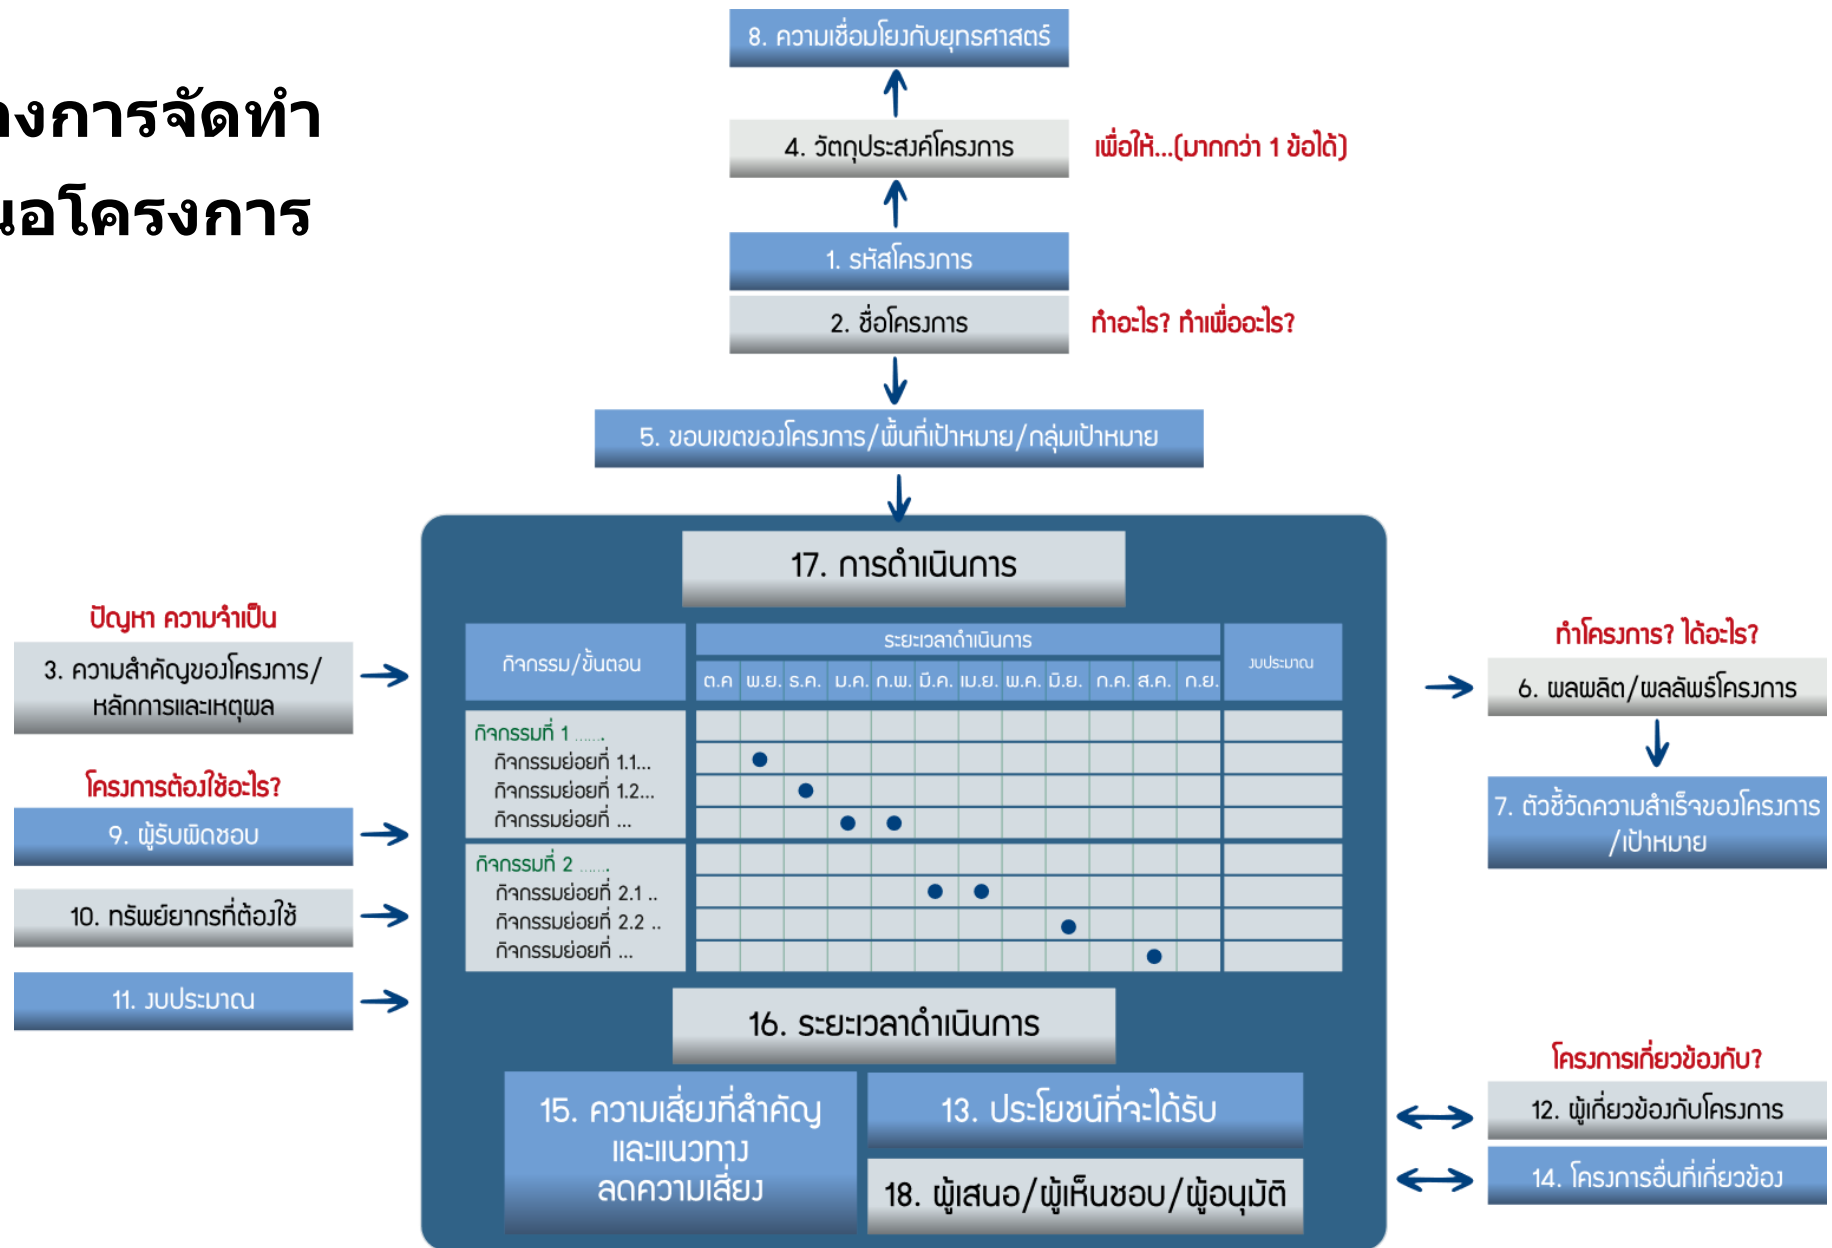 8. ความเชื่อมโยงกับยุทธศาสตร์
างการจัดทำ
นอโครงการ
4. วัตถุประสงค์โครงการ
เพื่อให้...(มากกว่า 1 ข้อได้)
1. รหัสโครงการ
2. ชื่อโครงการ
ทำอะไร? ทำเพื่ออะไร?
5. ขอบเขตของโครงการ/พื้นที่เป้าหมาย/กลุ่มเป้าหมาย
17. การดำเนินการ
ปัญหา ความจำเป็น
3. ความสำคัญของโครงการ/
หลักการและเหตุผล
โครงการต้องใช้อะไร?
9. ผู้รับผิดชอบ
10. ทรัพย์ยากรที่ต้องใช้
11. งบประมาณ
กิจกรรม/ขั้นตอน
ระยะเวลาดำเนินการ
งบประมาณ
ต.ค พ.ย. ธ.ค. ม.ค. ก.พ. มี.ค. เม.ย. พ.ค. มิ.ย. ก.ค. ส.ค. ก.ย.
กิจกรรมที่ 1 .......
กิจกรรมย่อยที่ 1.1...
กิจกรรมย่อยที่ 1.2...
กิจกรรมย่อยที่ ...
กิจกรรมที่ 2 .......
กิจกรรมย่อยที่ 2.1 ..
กิจกรรมย่อยที่ 2.2 ..
กิจกรรมย่อยที่ ...
16. ระยะเวลาดำเนินการ
15. ความเสี่ยงที่สำคัญ
และแนวทาง
ลดความเสี่ยง
13. ประโยชน์ที่จะได้รับ
18. ผู้เสนอ/ผู้เห็นชอบ/ผู้อนุมัติ
ทำโครงการ? ได้อะไร?
6. ผลผลิต/ผลลัพธ์โครงการ
7. ตัวชี้วัดความสำเร็จของโครงการ
/เป้าหมาย
โครงการเกี่ยวข้องกับ?
12. ผู้เกี่ยวข้องกับโครงการ
14. โครงการอื่นที่เกี่ยวข้อง